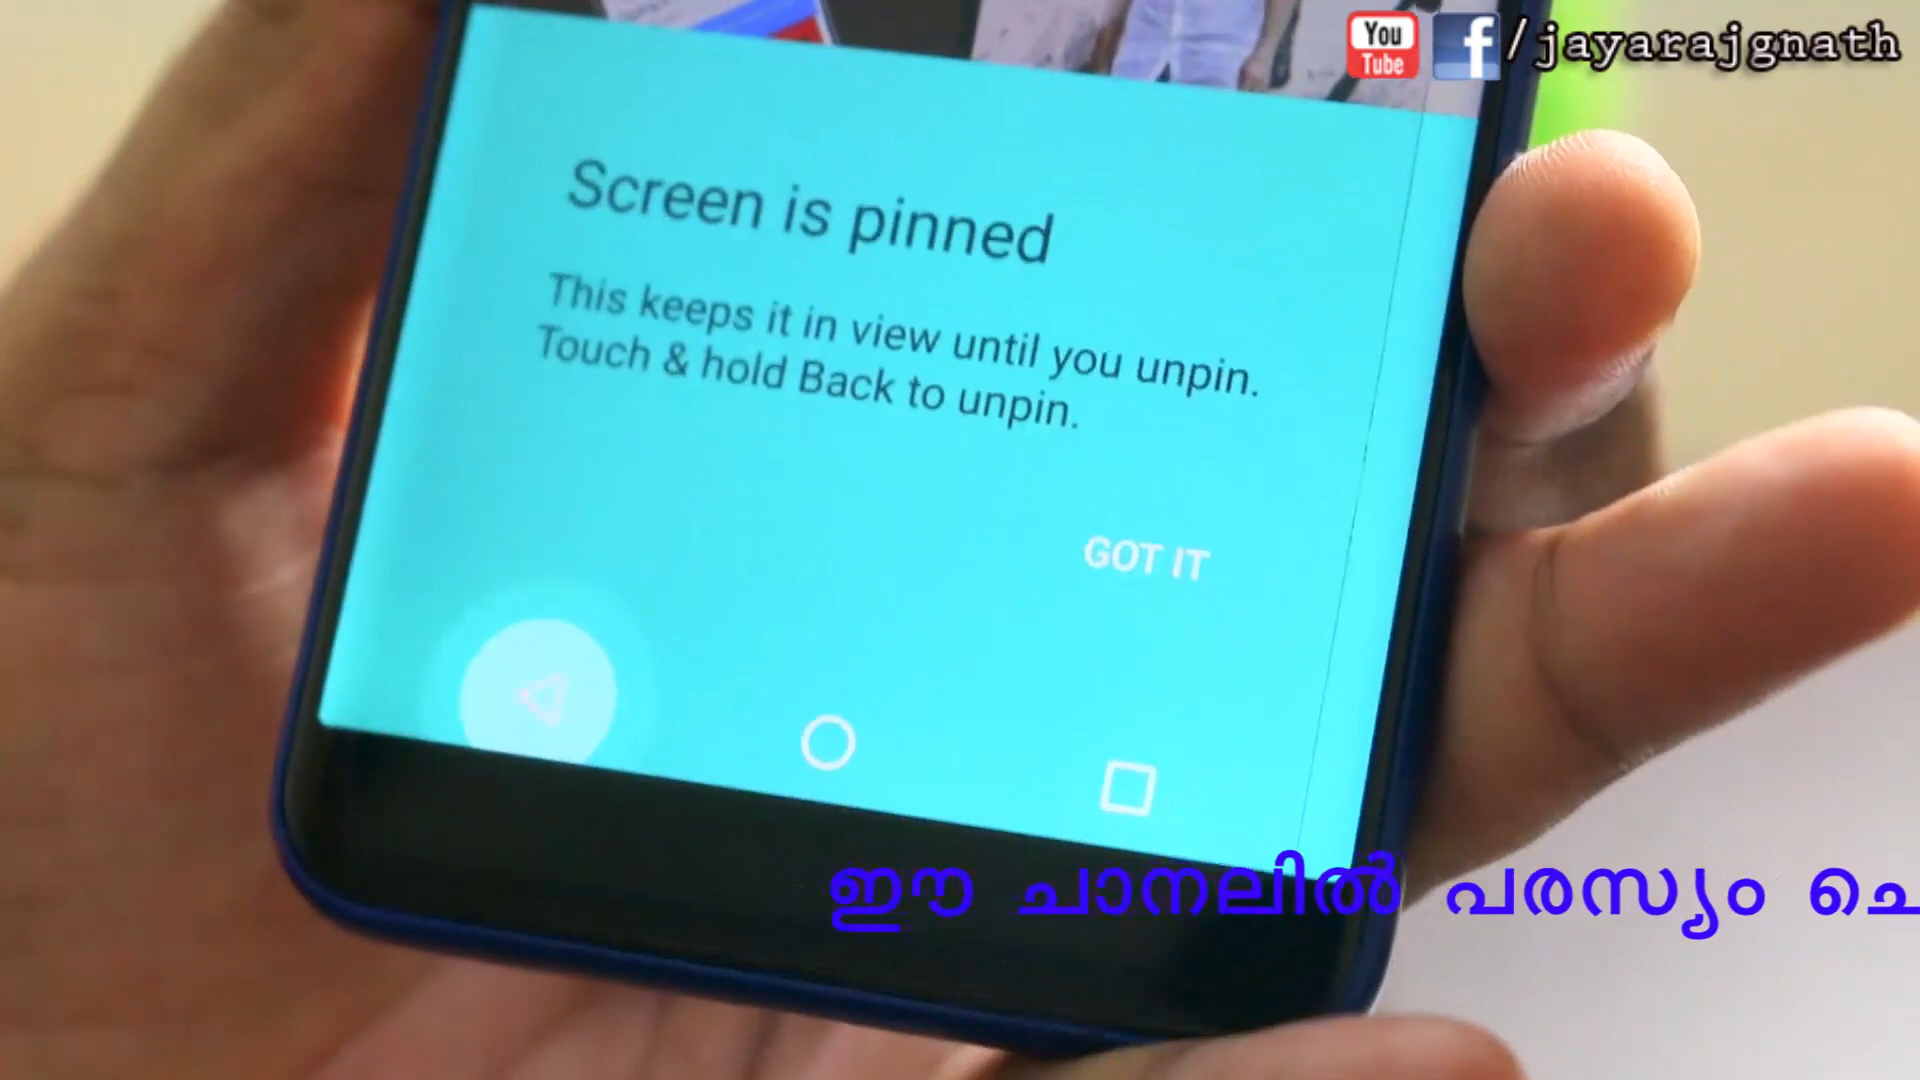 You
Tube
f
/jayarajgnath
Screen is pinned
This keeps it in view until you unpin.
Touch & hold Back to unpin.
GOT IT
ഈ ചാനലിൽ പരസ്യം ചെ